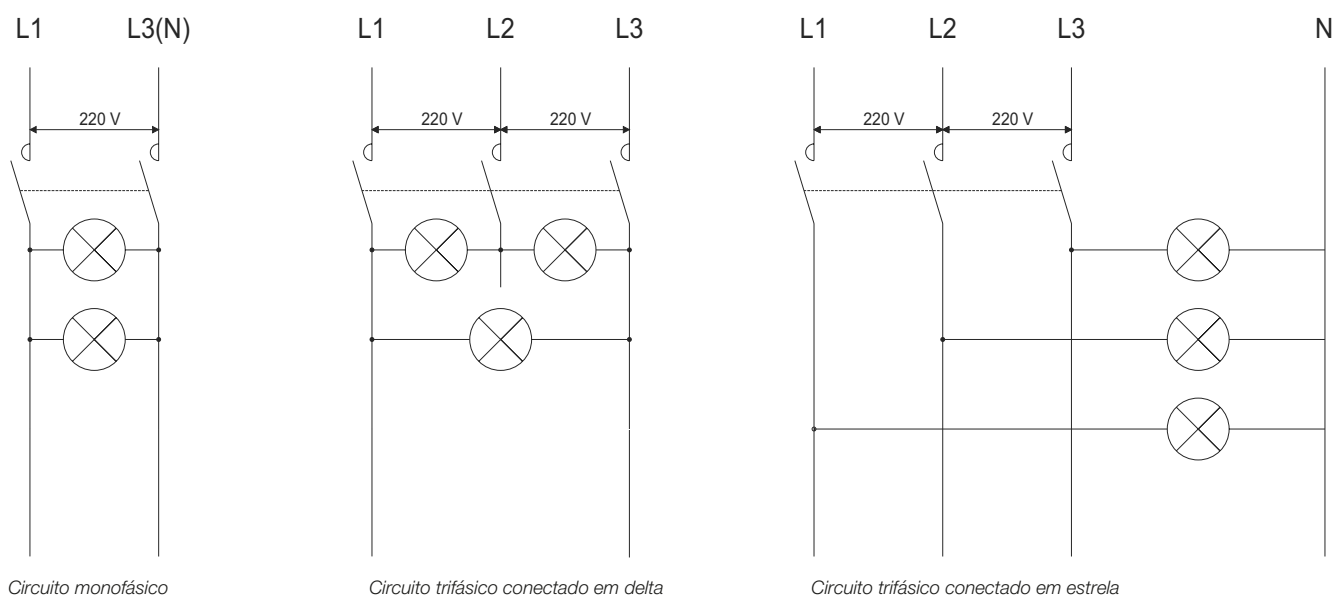 L1 L3(N) L1 L2 L3 L1 L2 L3 N
220 V 220 V 220 V 220 V 220 V
Circuito monofásico Circuito trifásico conectado em delta Circuito trifásico conectado em estrela